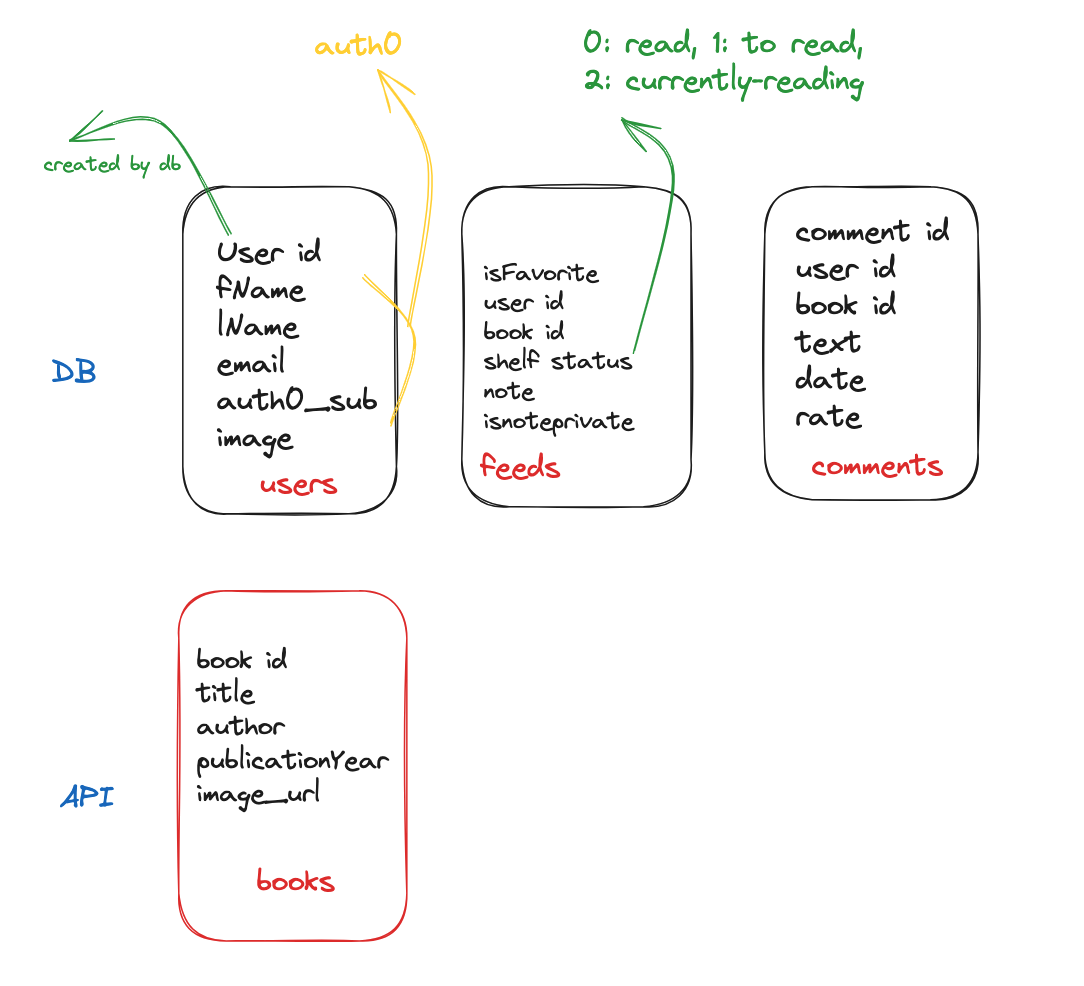 authO
0: read, 1: to read,
2: currently-reading
created by db
User id
fName
lName
email
authO_sub
image
users
isFavorite
user id
book id
shelf status
note
isnoteprivate
feeds
comment id
user id
book id
text
date
rate
comments
DB
book id
title
author
publicationYear
image_url
books
API